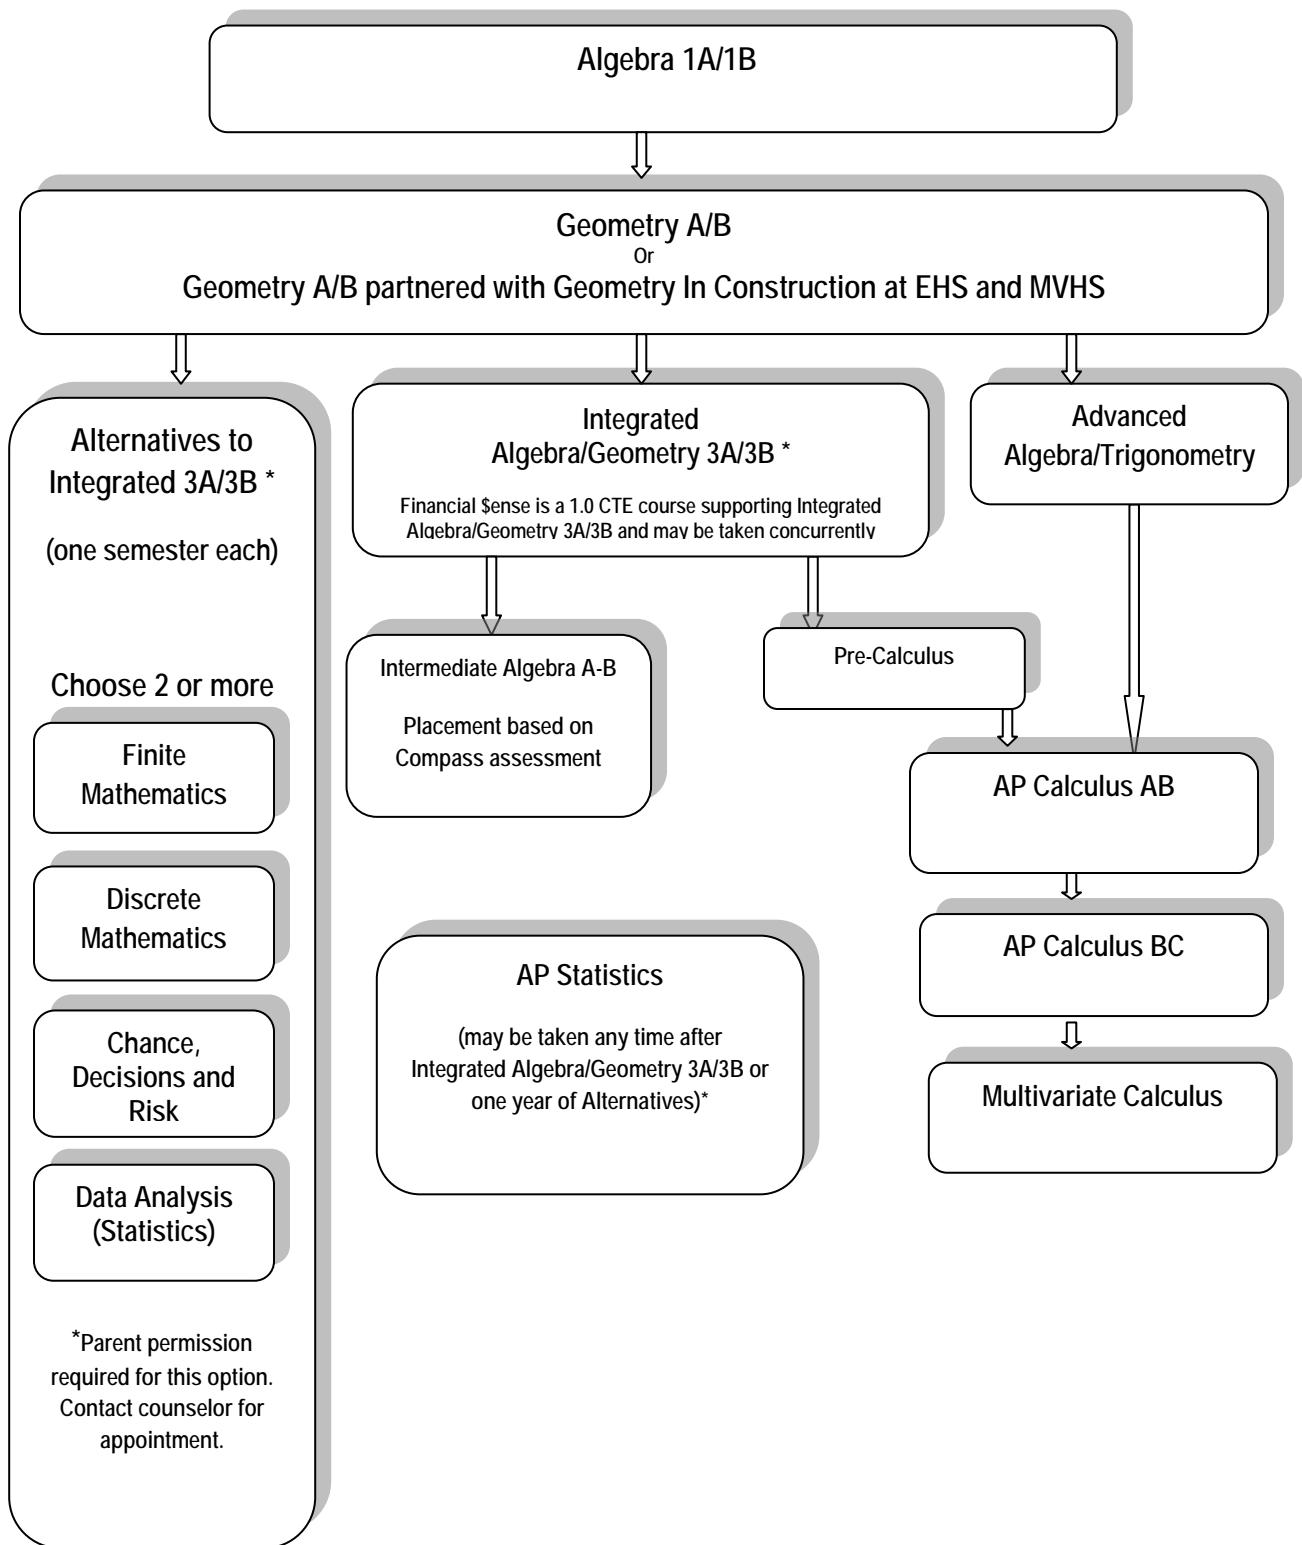 Algebra 1A/1B
Geometry A/B
Or
Geometry A/B partnered with Geometry In Construction at EHS and MVHS
Alternatives to
Integrated 3A/3B *
(one semester each)
Choose 2 or more
Finite
Mathematics
Discrete
Mathematics
Chance,
Decisions and
Risk
Data Analysis
(Statistics)
*Parent permission
required for this option.
Contact counselor for
appointment.
Integrated
Algebra/Geometry 3A/3B *
Financial $ense is a 1.0 CTE course supporting Integrated
Algebra/Geometry 3A/3B and may be taken concurrently
Intermediate Algebra A-B
Placement based on
Compass assessment
Pre-Calculus
AP Statistics
(may be taken any time after
Integrated Algebra/Geometry 3A/3B or
one year of Alternatives)*
Advanced
Algebra/Trigonometry
AP Calculus AB
AP Calculus BC
Multivariate Calculus